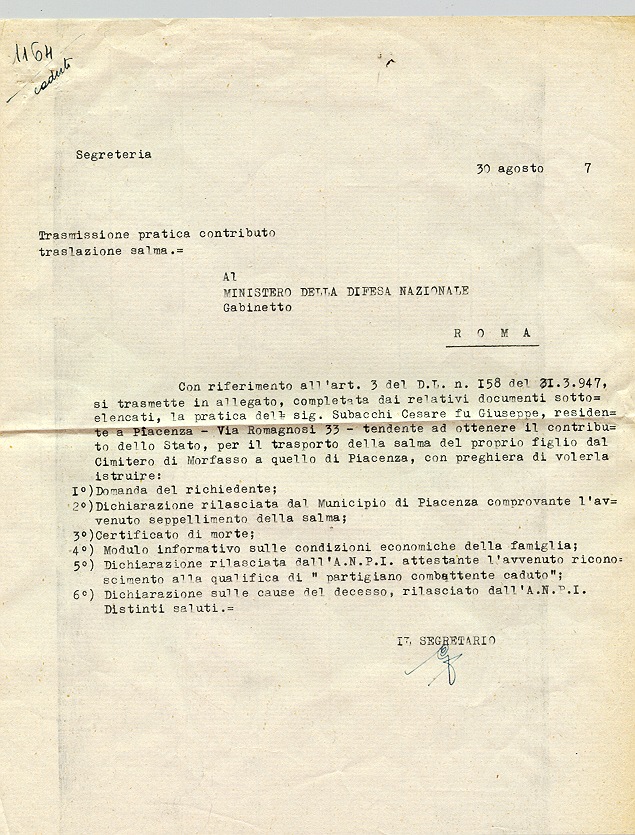 1164
caduti
Segreteria
30 agosto 7
Trasmissione pratica contributo
traslazione salma.=
Al
MINISTERO DELLA DIFESA NAZIONALE
Gabinetto
R O M A
Con riferimento all'art. 3 del D.L. n. I58 del 31.3.947,
si trasmette in allegato, completata dai relativi documenti sotto=
elencati, la pratica dell sig. Subacchi Cesare fu Giuseppe, residen=
te a Piacenza - Via Romagnosi 33 - tendente ad ottenere il contribu=
to dello Stato, per il trasporto della salma del proprio figlio dal
Cimitero di Morfasso a quello di Piacenza, con preghiera di volerla
istruire:
I°)Domanda del richiedente;
2°)Dichiarazione rilasciata dal Municipio di Piacenza comprovante l'av=
venuto seppellimento della salma;
3°)Certificato di morte;
4°) Modulo informativo sulle condizioni economiche della famiglia;
5°) Dichiarazione rilasciata dall'A.N.P.I. attestante l'avvenuto ricono=
scimento alla qualifica di " partigiano combattente caduto";
6°) Dichiarazione sulle cause del decesso, rilasciato dall'A.N.P.I.
Distinti saluti.=
IL SEGRETARIO